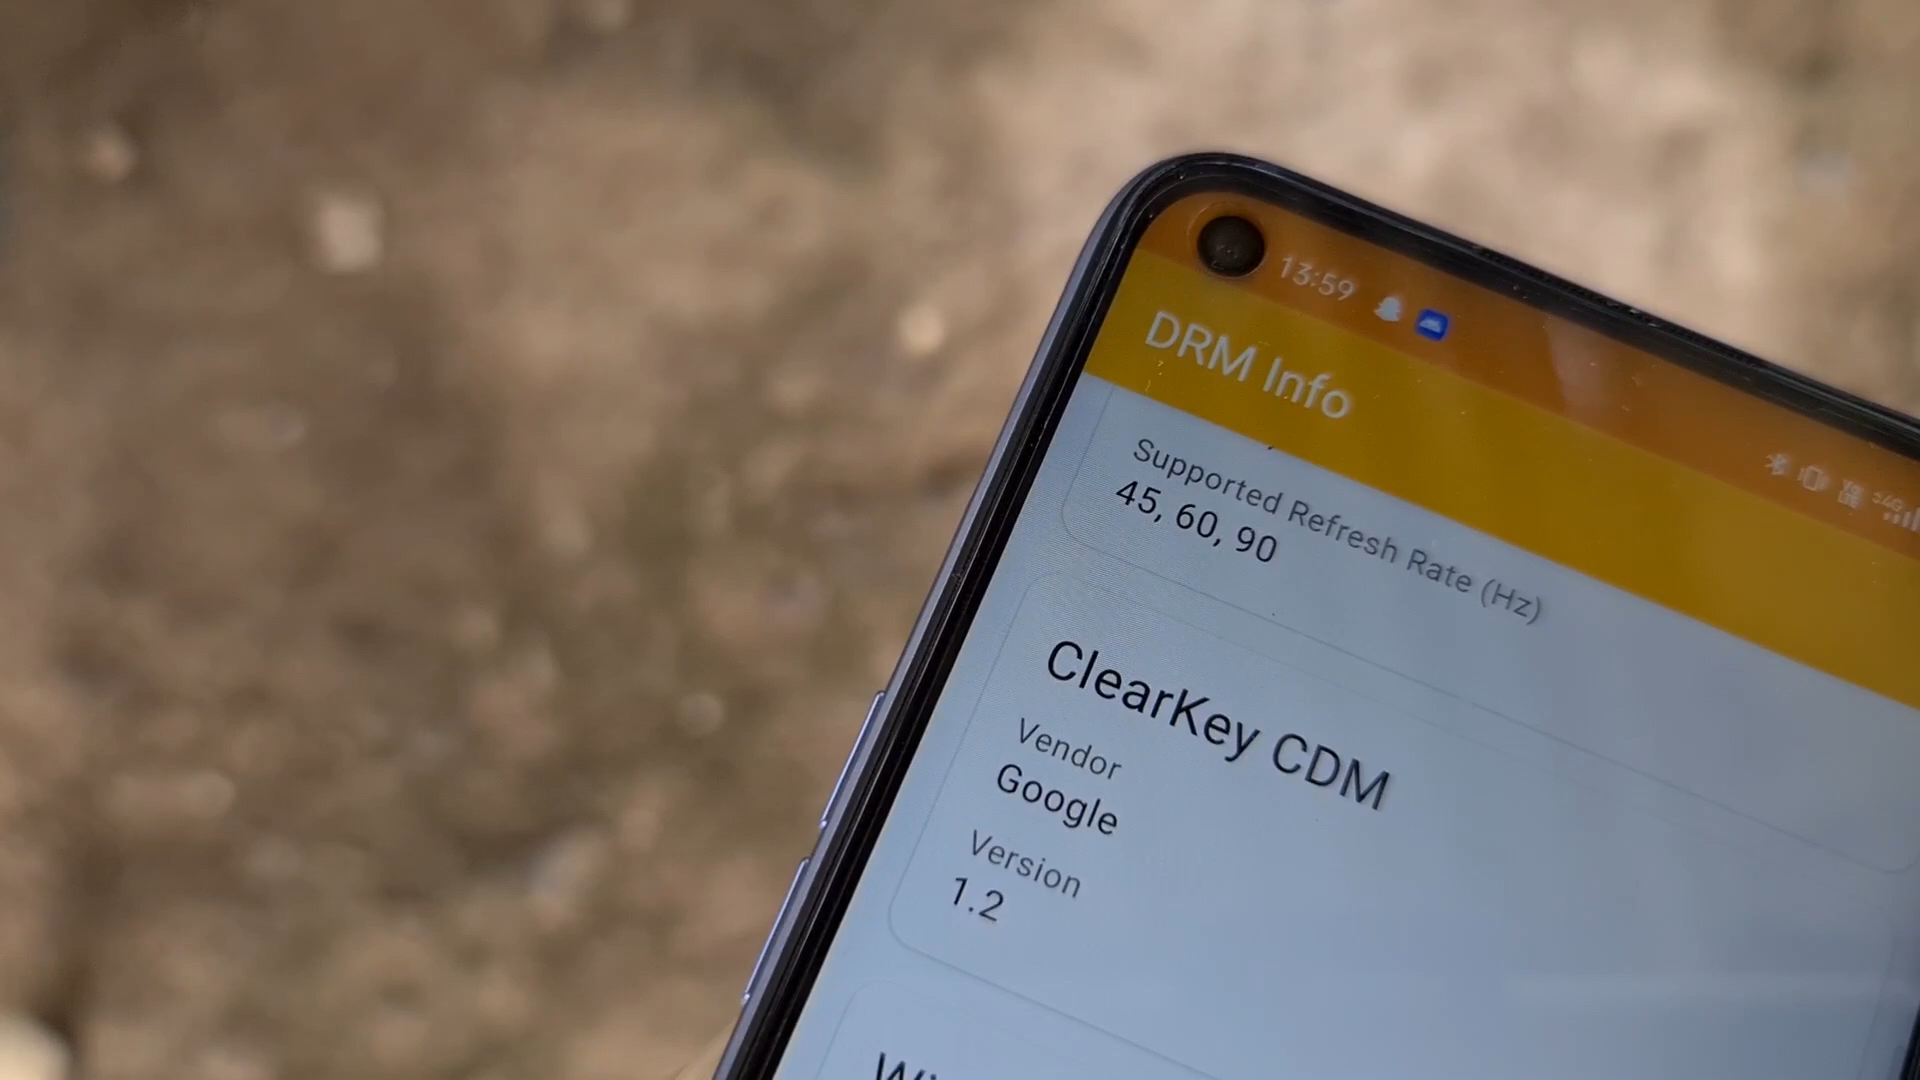 13:59
DRM Info
Supported Refresh Rate (Hz)
45, 60, 90
ClearKey CDM
Vendor
Google
Version
1.2